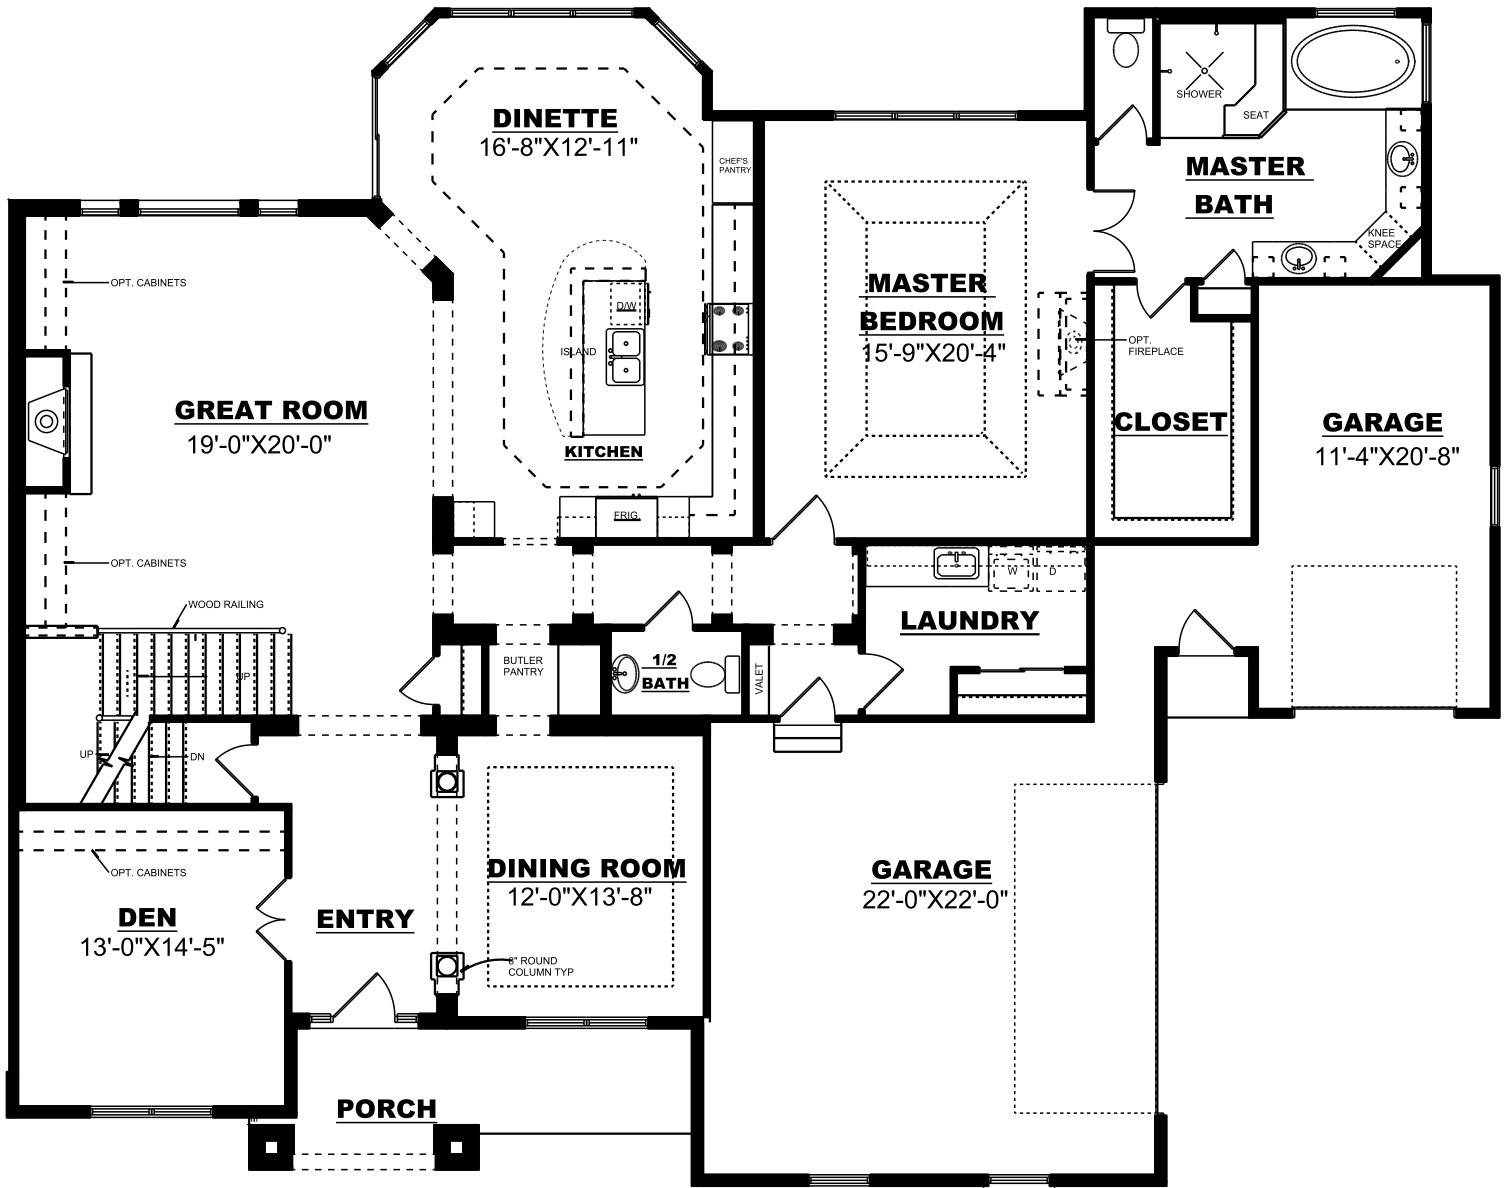 DINETTE
16'-8"X12'-11"
CHEF'S
PANTRY
SHOWER
SEAT
MASTER
BATH
KNEE
SPACE
OPT. CABINETS
D/W
ISLAND
MASTER
BEDROOM
15'-9"X20'-4"
OPT.
FIREPLACE
GREAT ROOM
19'-0"X20'-0"
KITCHEN
FRIG.
CLOSET
GARAGE
11'-4"X20'-8"
OPT. CABINETS
WOOD RAILING
W
D
LAUNDRY
UP
BUTLER
PANTRY
1/2
BATH
VALET
UP
DN
OPT. CABINETS
DEN
13'-0"X14'-5"
ENTRY
DINING ROOM
12'-0"X13'-8"
8" ROUND
COLUMN TYP
GARAGE
22'-0"X22'-0"
PORCH